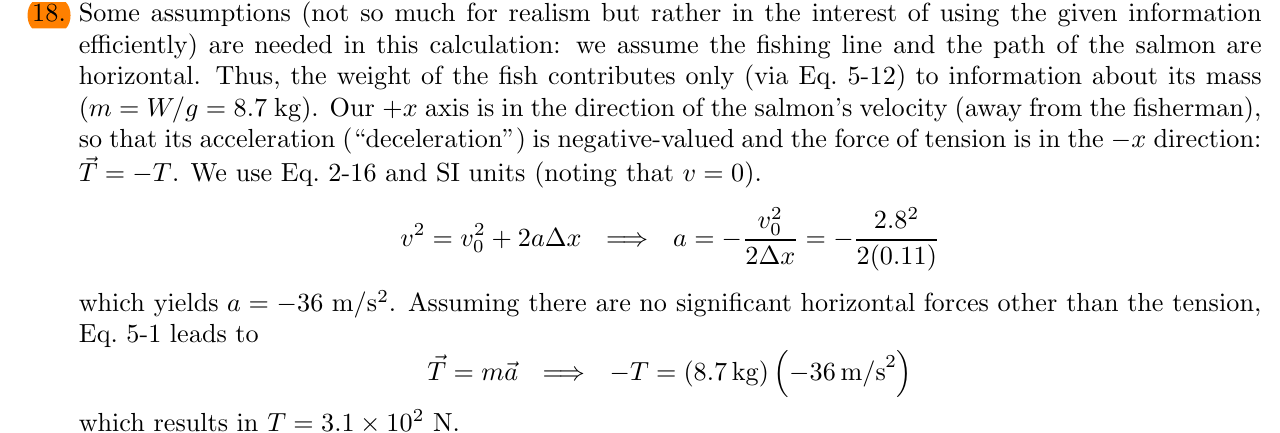 18. Some assumptions (not so much for realism but rather in the interest of using the given information
efficiently) are needed in this calculation: we assume the fishing line and the path of the salmon are
horizontal. Thus, the weight of the fish contributes only (via Eq. 5-12) to information about its mass
(m = W/g = 8.7 kg). Our +x axis is in the direction of the salmon's velocity (away from the fisherman),
so that its acceleration (“deceleration”) is negative-valued and the force of tension is in the −x direction:
T⃗ = −T. We use Eq. 2-16 and SI units (noting that v = 0).
v² = v₀² + 2aΔx ⟹ a = −v₀²/2Δx = −2.8²/2(0.11)
which yields a = −36 m/s². Assuming there are no significant horizontal forces other than the tension,
Eq. 5-1 leads to
T⃗ = ma⃗ ⟹ −T = (8.7 kg) (−36 m/s²)
which results in T = 3.1 × 10² N.